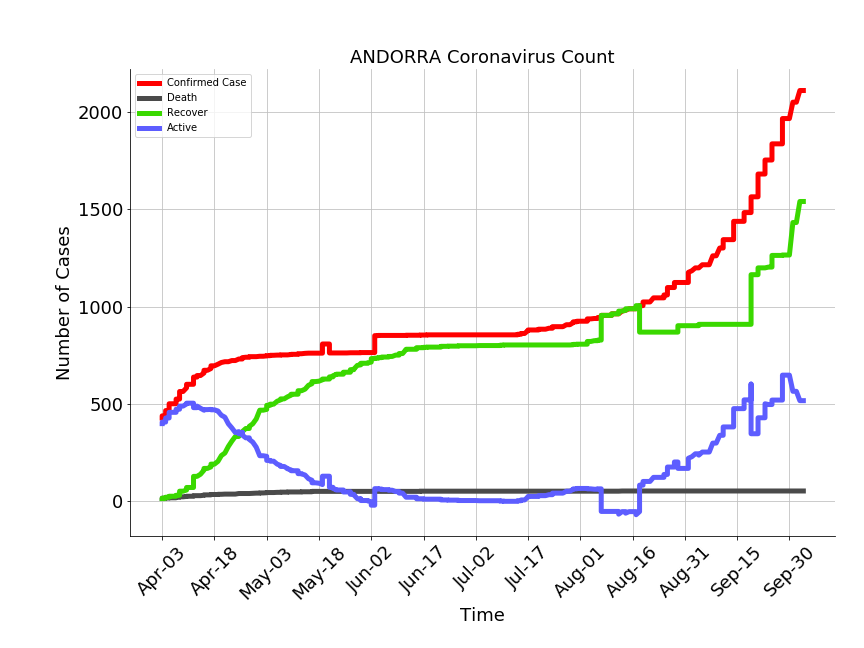 ANDORRA Coronavirus Count
Confirmed Case
Death
Recover
Active
Number of Cases
2000
1500
1000
500
0
Apr-03
Apr-18
May-03
May-18
Jun-02
Jun-17
Jul-02
Jul-17
Aug-01
Aug-16
Aug-31
Sep-15
Sep-30
Time